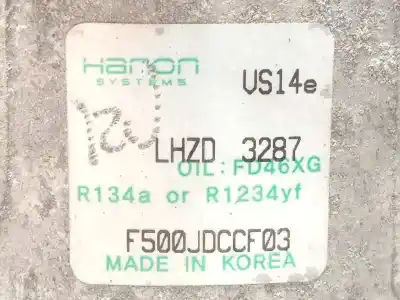 Hanon
SYSTEMS
VS14e
LHZD 3287
OIL: FD46XG
R134a or R1234yf
F500JDCCF03
MADE IN KOREA